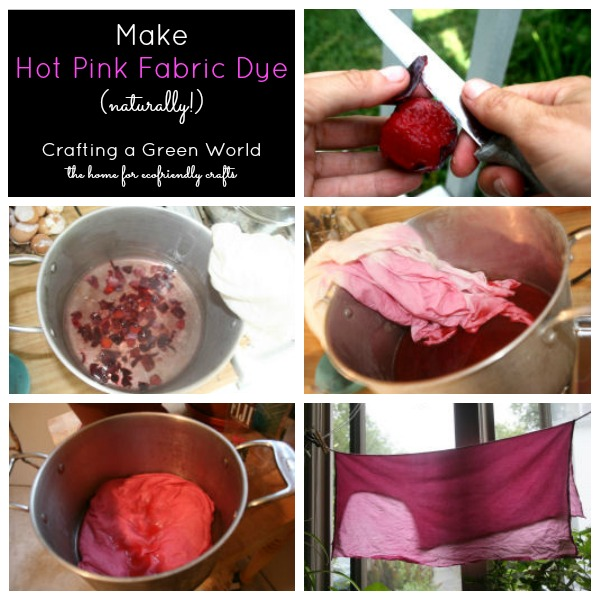 Make
Hot Pink Fabric Dye
(naturally!)
Crafting a Green World
the home for ecofriendly crafts